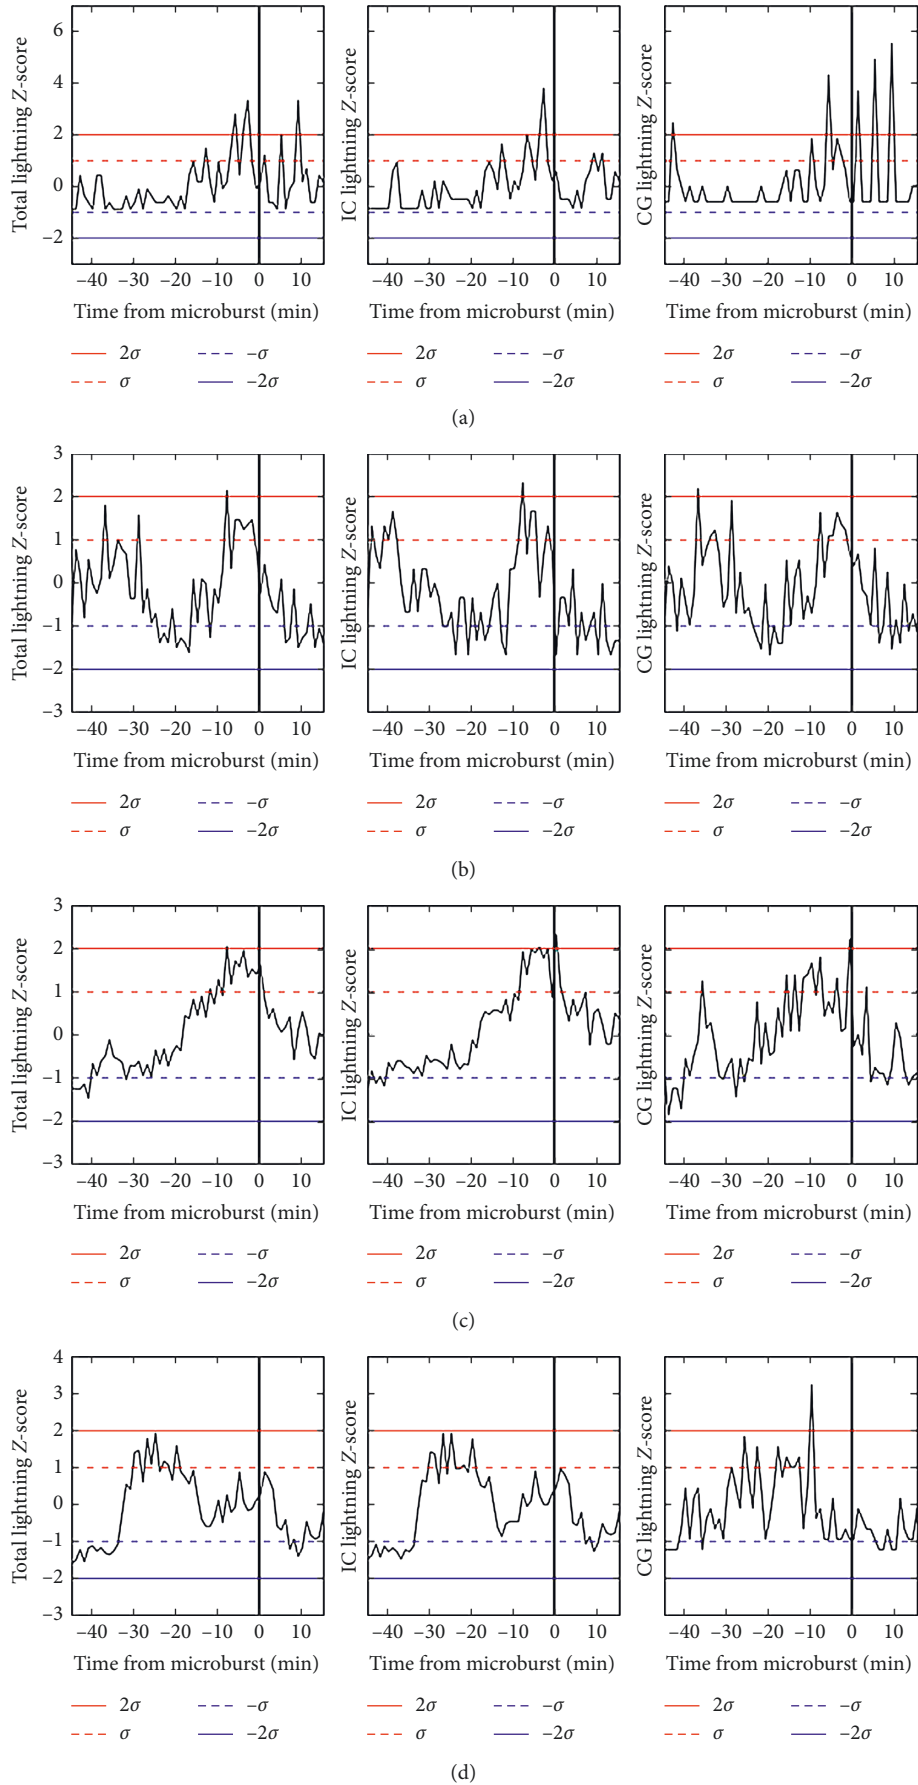 Total lightning Z-score
6
4
2
0
−2
−40 −30 −20 −10 0 10
Time from microburst (min)
2σ
σ
−σ
−2σ
IC lightning Z-score
−40 −30 −20 −10 0 10
Time from microburst (min)
2σ
σ
−σ
−2σ
CG lightning Z-score
−40 −30 −20 −10 0 10
Time from microburst (min)
2σ
σ
−σ
−2σ
(a)
Total lightning Z-score
3
2
1
0
−1
−2
−3
−40 −30 −20 −10 0 10
Time from microburst (min)
2σ
σ
−σ
−2σ
IC lightning Z-score
−40 −30 −20 −10 0 10
Time from microburst (min)
2σ
σ
−σ
−2σ
CG lightning Z-score
−40 −30 −20 −10 0 10
Time from microburst (min)
2σ
σ
−σ
−2σ
(b)
Total lightning Z-score
3
2
1
0
−1
−2
−3
−40 −30 −20 −10 0 10
Time from microburst (min)
2σ
σ
−σ
−2σ
IC lightning Z-score
−40 −30 −20 −10 0 10
Time from microburst (min)
2σ
σ
−σ
−2σ
CG lightning Z-score
−40 −30 −20 −10 0 10
Time from microburst (min)
2σ
σ
−σ
−2σ
(c)
Total lightning Z-score
4
3
2
1
0
−1
−2
−3
−40 −30 −20 −10 0 10
Time from microburst (min)
2σ
σ
−σ
−2σ
IC lightning Z-score
−40 −30 −20 −10 0 10
Time from microburst (min)
2σ
σ
−σ
−2σ
CG lightning Z-score
−40 −30 −20 −10 0 10
Time from microburst (min)
2σ
σ
−σ
−2σ
(d)